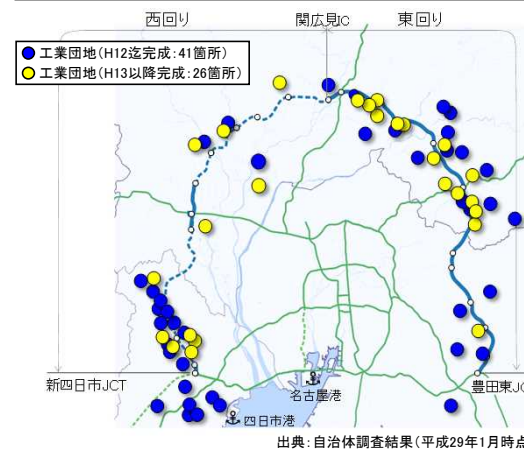 西回り
関広見IC
東回り
工業団地(H12迄完成:41箇所)
工業団地(H13以降完成:26箇所)
新四日市JCT
名古屋港
豊田東JC
四日市港
出典:自治体調査結果(平成29年1月時点